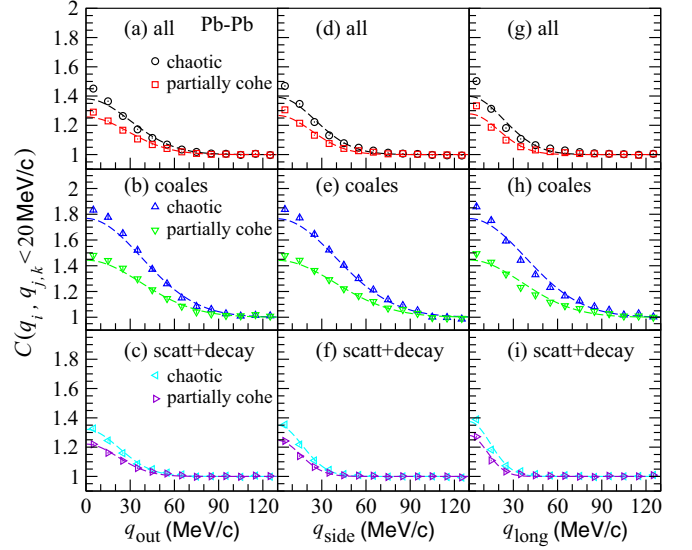 2
1.8
1.6
1.4
1.2
1
(a) all Pb-Pb
chaotic
partially cohe
(d) all
(g) all
1.8
1.6
1.4
1.2
1
(b) coales
chaotic
partially cohe
(e) coales
(h) coales
1.8
1.6
1.4
1.2
1
(c) scatt+decay
chaotic
partially cohe
(f) scatt+decay
(i) scatt+decay
C(q_i, q_{j,k} < 20 MeV/c)
0 30 60 90 120 0 30 60 90 120 0 30 60 90 120
q_out (MeV/c) q_side (MeV/c) q_long (MeV/c)